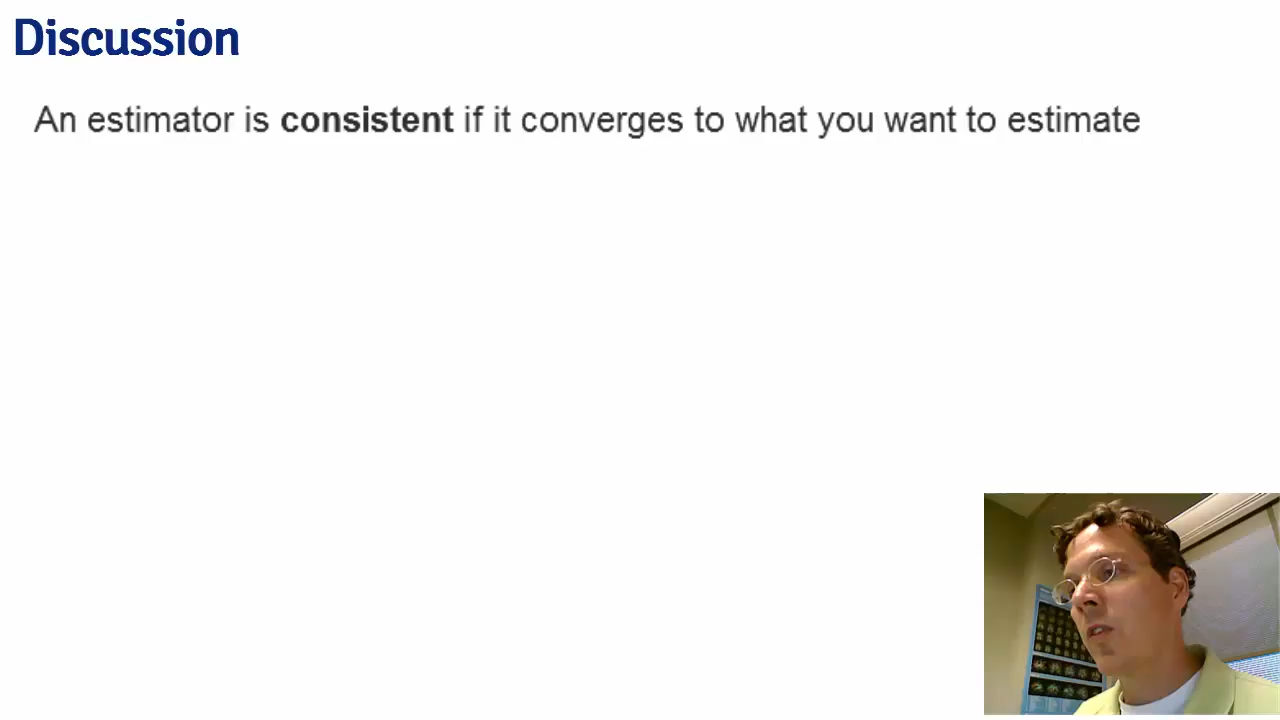 Discussion
An estimator is consistent if it converges to what you want to estimate